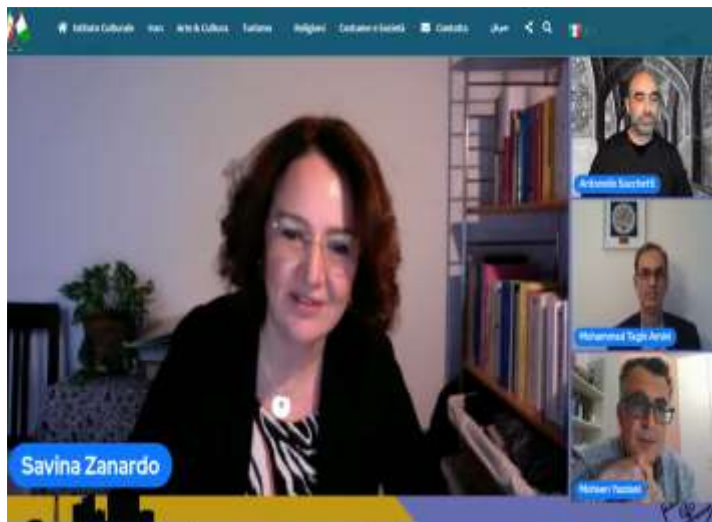 Istituto Culturale Iran Arte & Cultura Turismo Religioni Costume e Società Contatto
Antonello Sacchetti
Mohammad Taghi Amini
Savina Zanardo
Mohsen Yazdani